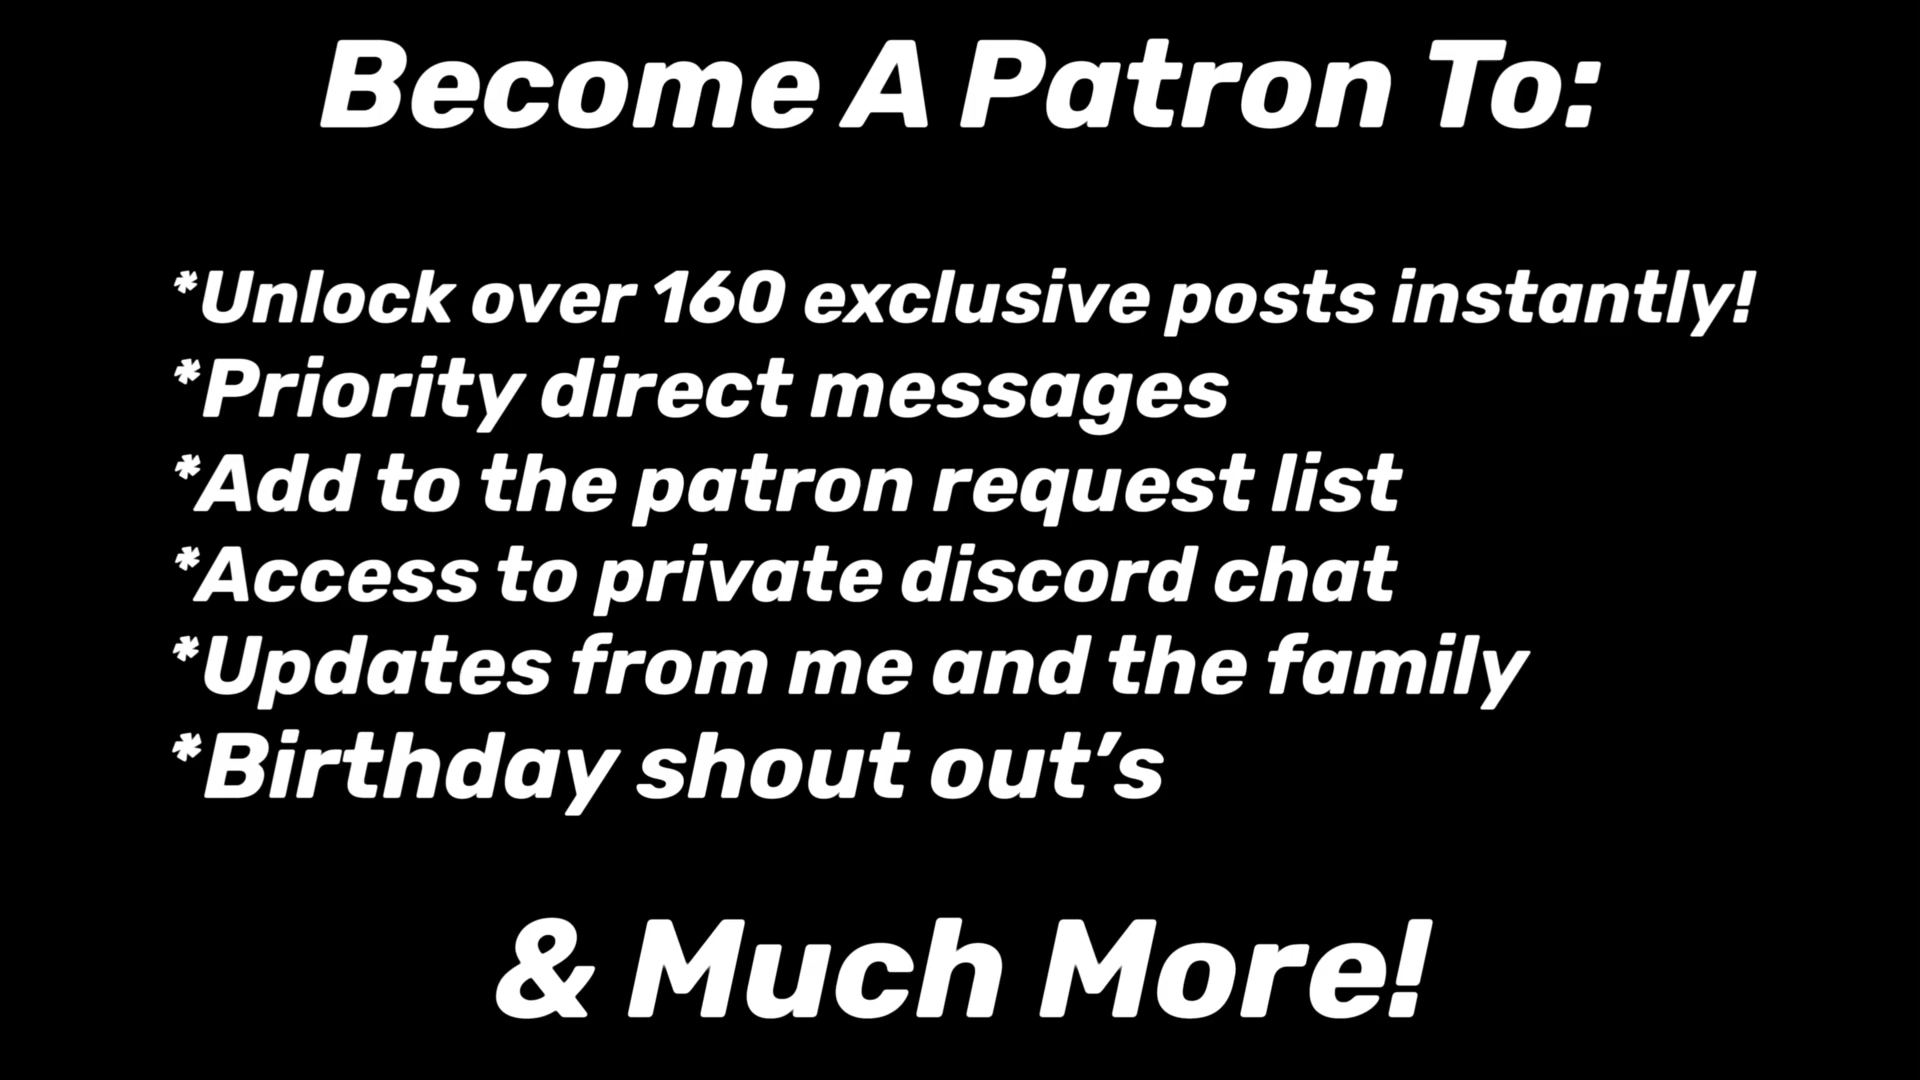 Become A Patron To:
*Unlock over 160 exclusive posts instantly!
*Priority direct messages
*Add to the patron request list
*Access to private discord chat
*Updates from me and the family
*Birthday shout out’s
& Much More!